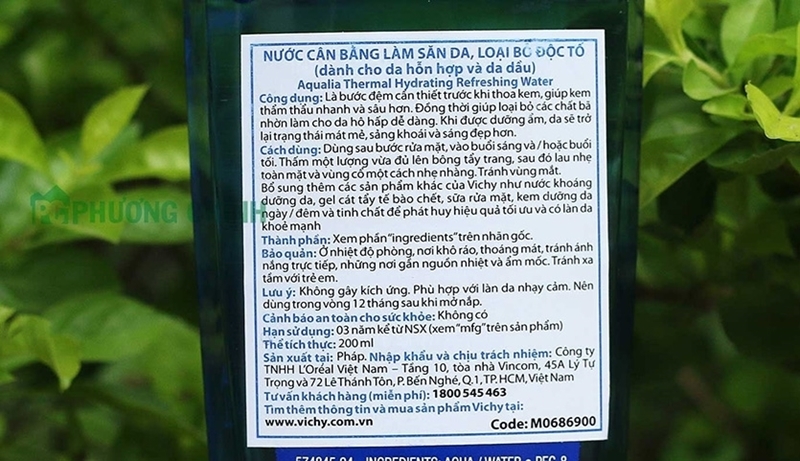 NƯỚC CÂN BẰNG LÀM SĂN DA, LOẠI BỎ ĐỘC TỐ
(dành cho da hỗn hợp và da dầu)
Aqualia Thermal Hydrating Refreshing Water
Công dụng: Là bước đệm cần thiết trước khi thoa kem, giúp kem
thẩm thấu nhanh và sâu hơn. Đồng thời giúp loại bỏ các chất bã
nhờn làm cho da hô hấp dễ dàng. Khi được dưỡng ẩm, da sẽ trở
lại trạng thái mát mẻ, sảng khoái và sáng đẹp hơn.
Cách dùng: Dùng sau bước rửa mặt, vào buổi sáng và / hoặc buổi
tối. Thấm một lượng vừa đủ lên bông tẩy trang, sau đó lau nhẹ
toàn mặt và vùng cổ một cách nhẹ nhàng. Tránh vùng mắt.
Bổ sung thêm các sản phẩm khác của Vichy như nước khoáng
dưỡng da, gel cát tẩy tế bào chết, sữa rửa mặt, kem dưỡng da
ngày / đêm và tinh chất để phát huy hiệu quả tối ưu và có làn da
khoẻ mạnh
Thành phần: Xem phần "ingredients" trên nhãn gốc.
Bảo quản: Ở nhiệt độ phòng, nơi khô ráo, thoáng mát, tránh ánh
nắng trực tiếp, những nơi gần nguồn nhiệt và ẩm mốc. Tránh xa
tầm với trẻ em.
Lưu ý: Không gây kích ứng. Phù hợp với làn da nhạy cảm. Nên
dùng trong vòng 12 tháng sau khi mở nắp.
Cảnh báo an toàn cho sức khỏe: Không có
Hạn sử dụng: 03 năm kể từ NSX (xem "mfg" trên sản phẩm)
Thể tích thực: 200 ml
Sản xuất tại: Pháp. Nhập khẩu và chịu trách nhiệm: Công ty
TNHH L'Oréal Việt Nam – Tầng 10, tòa nhà Vincom, 45A Lý Tự
Trọng và 72 Lê Thánh Tôn, P. Bến Nghé, Q.1, TP.HCM, Việt Nam
Tư vấn khách hàng (miễn phí): 1800 545 463
Tìm thêm thông tin và mua sản phẩm Vichy tại:
www.vichy.com.vn Code: M0686900
INGREDIENTS: AQUA / WATER • PEG-8
PHUONG